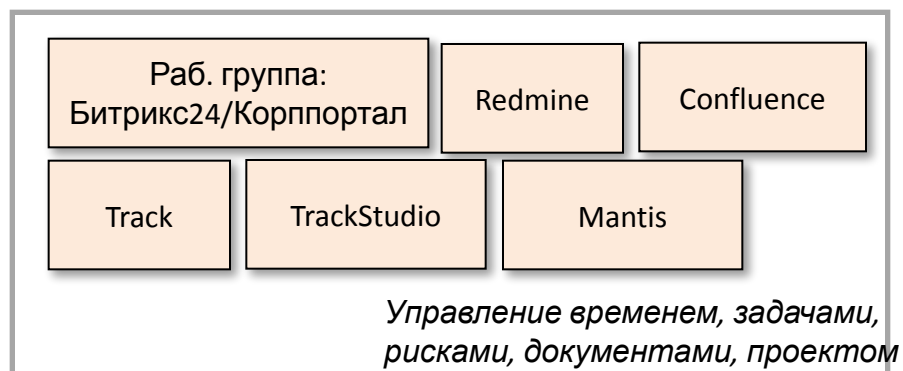 Раб. группа:
Битрикс24/Корппортал
Redmine
Confluence
Track
TrackStudio
Mantis
Управление временем, задачами,
рисками, документами, проектом